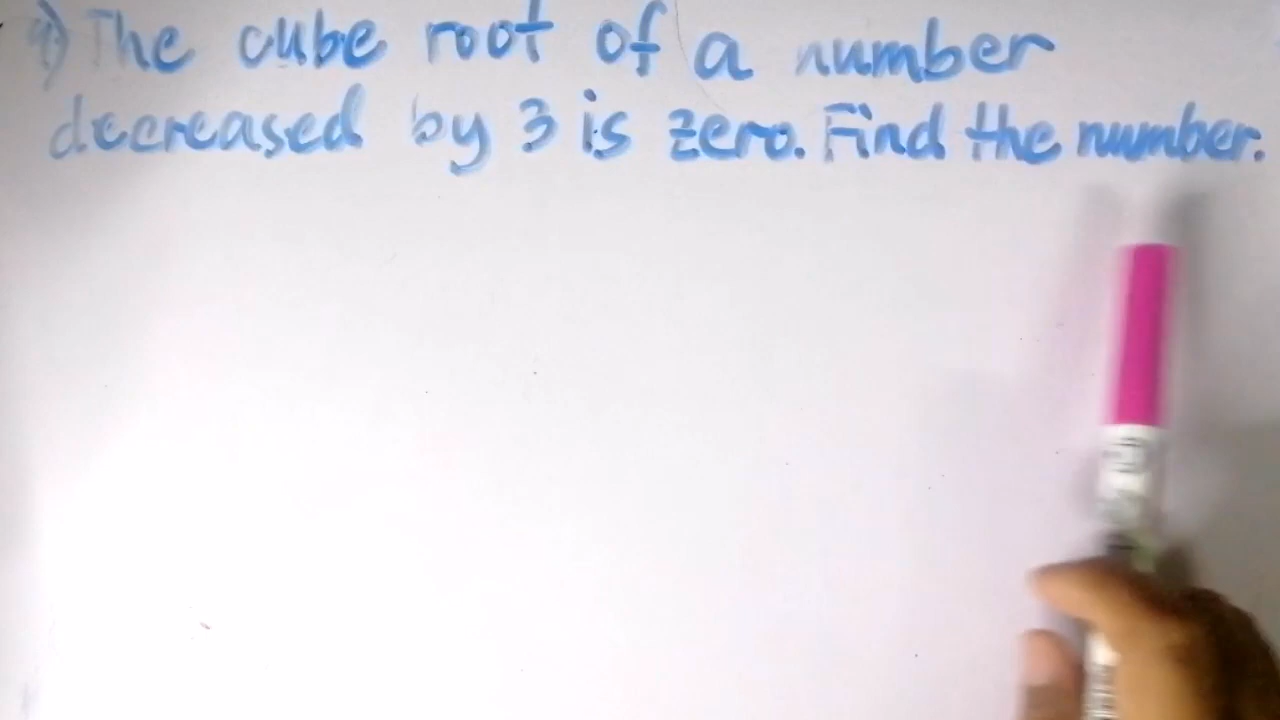 The cube root of a number
decreased by 3 is zero. Find the number.